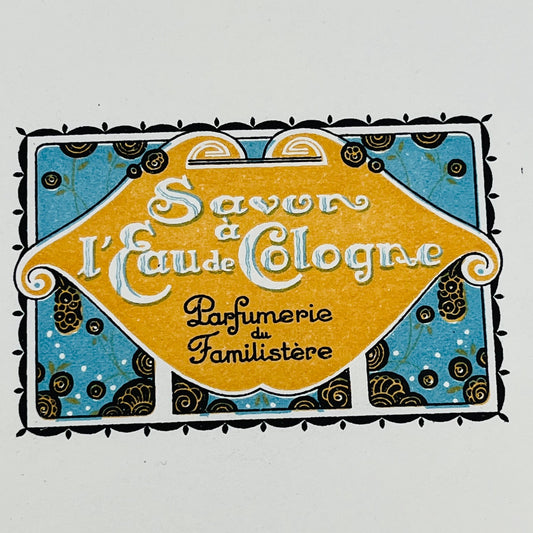 Savon
à
l'Eau de Cologne
Parfumerie
du
Familistère